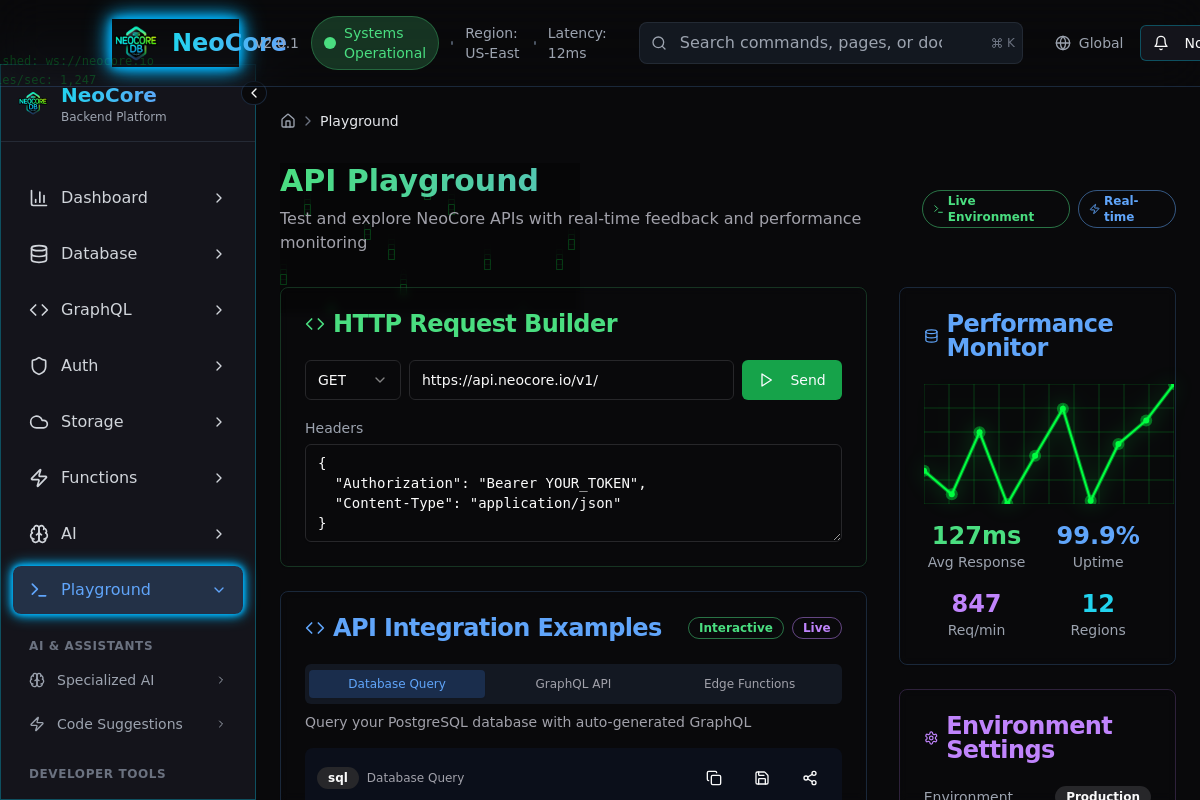 NEOCORE
DB
NeoCore
Systems
Operational
Region:
US-East
Latency:
12ms
Search commands, pages, or doc
⌘ K
Global
shed: ws://neocore.io
es/sec: 1,247
NEOCORE
DB
NeoCore
Backend Platform
Dashboard
Database
GraphQL
Auth
Storage
Functions
AI
Playground
AI & ASSISTANTS
Specialized AI
Code Suggestions
DEVELOPER TOOLS
Playground
API Playground
Test and explore NeoCore APIs with real-time feedback and performance
monitoring
Live
Environment
Real-
time
HTTP Request Builder
GET
https://api.neocore.io/v1/
Send
Headers
{
"Authorization": "Bearer YOUR_TOKEN",
"Content-Type": "application/json"
}
API Integration Examples
Interactive
Live
Database Query
GraphQL API
Edge Functions
Query your PostgreSQL database with auto-generated GraphQL
sql
Database Query
Performance
Monitor
127ms
Avg Response
99.9%
Uptime
847
Req/min
12
Regions
Environment
Settings
Environment
Production